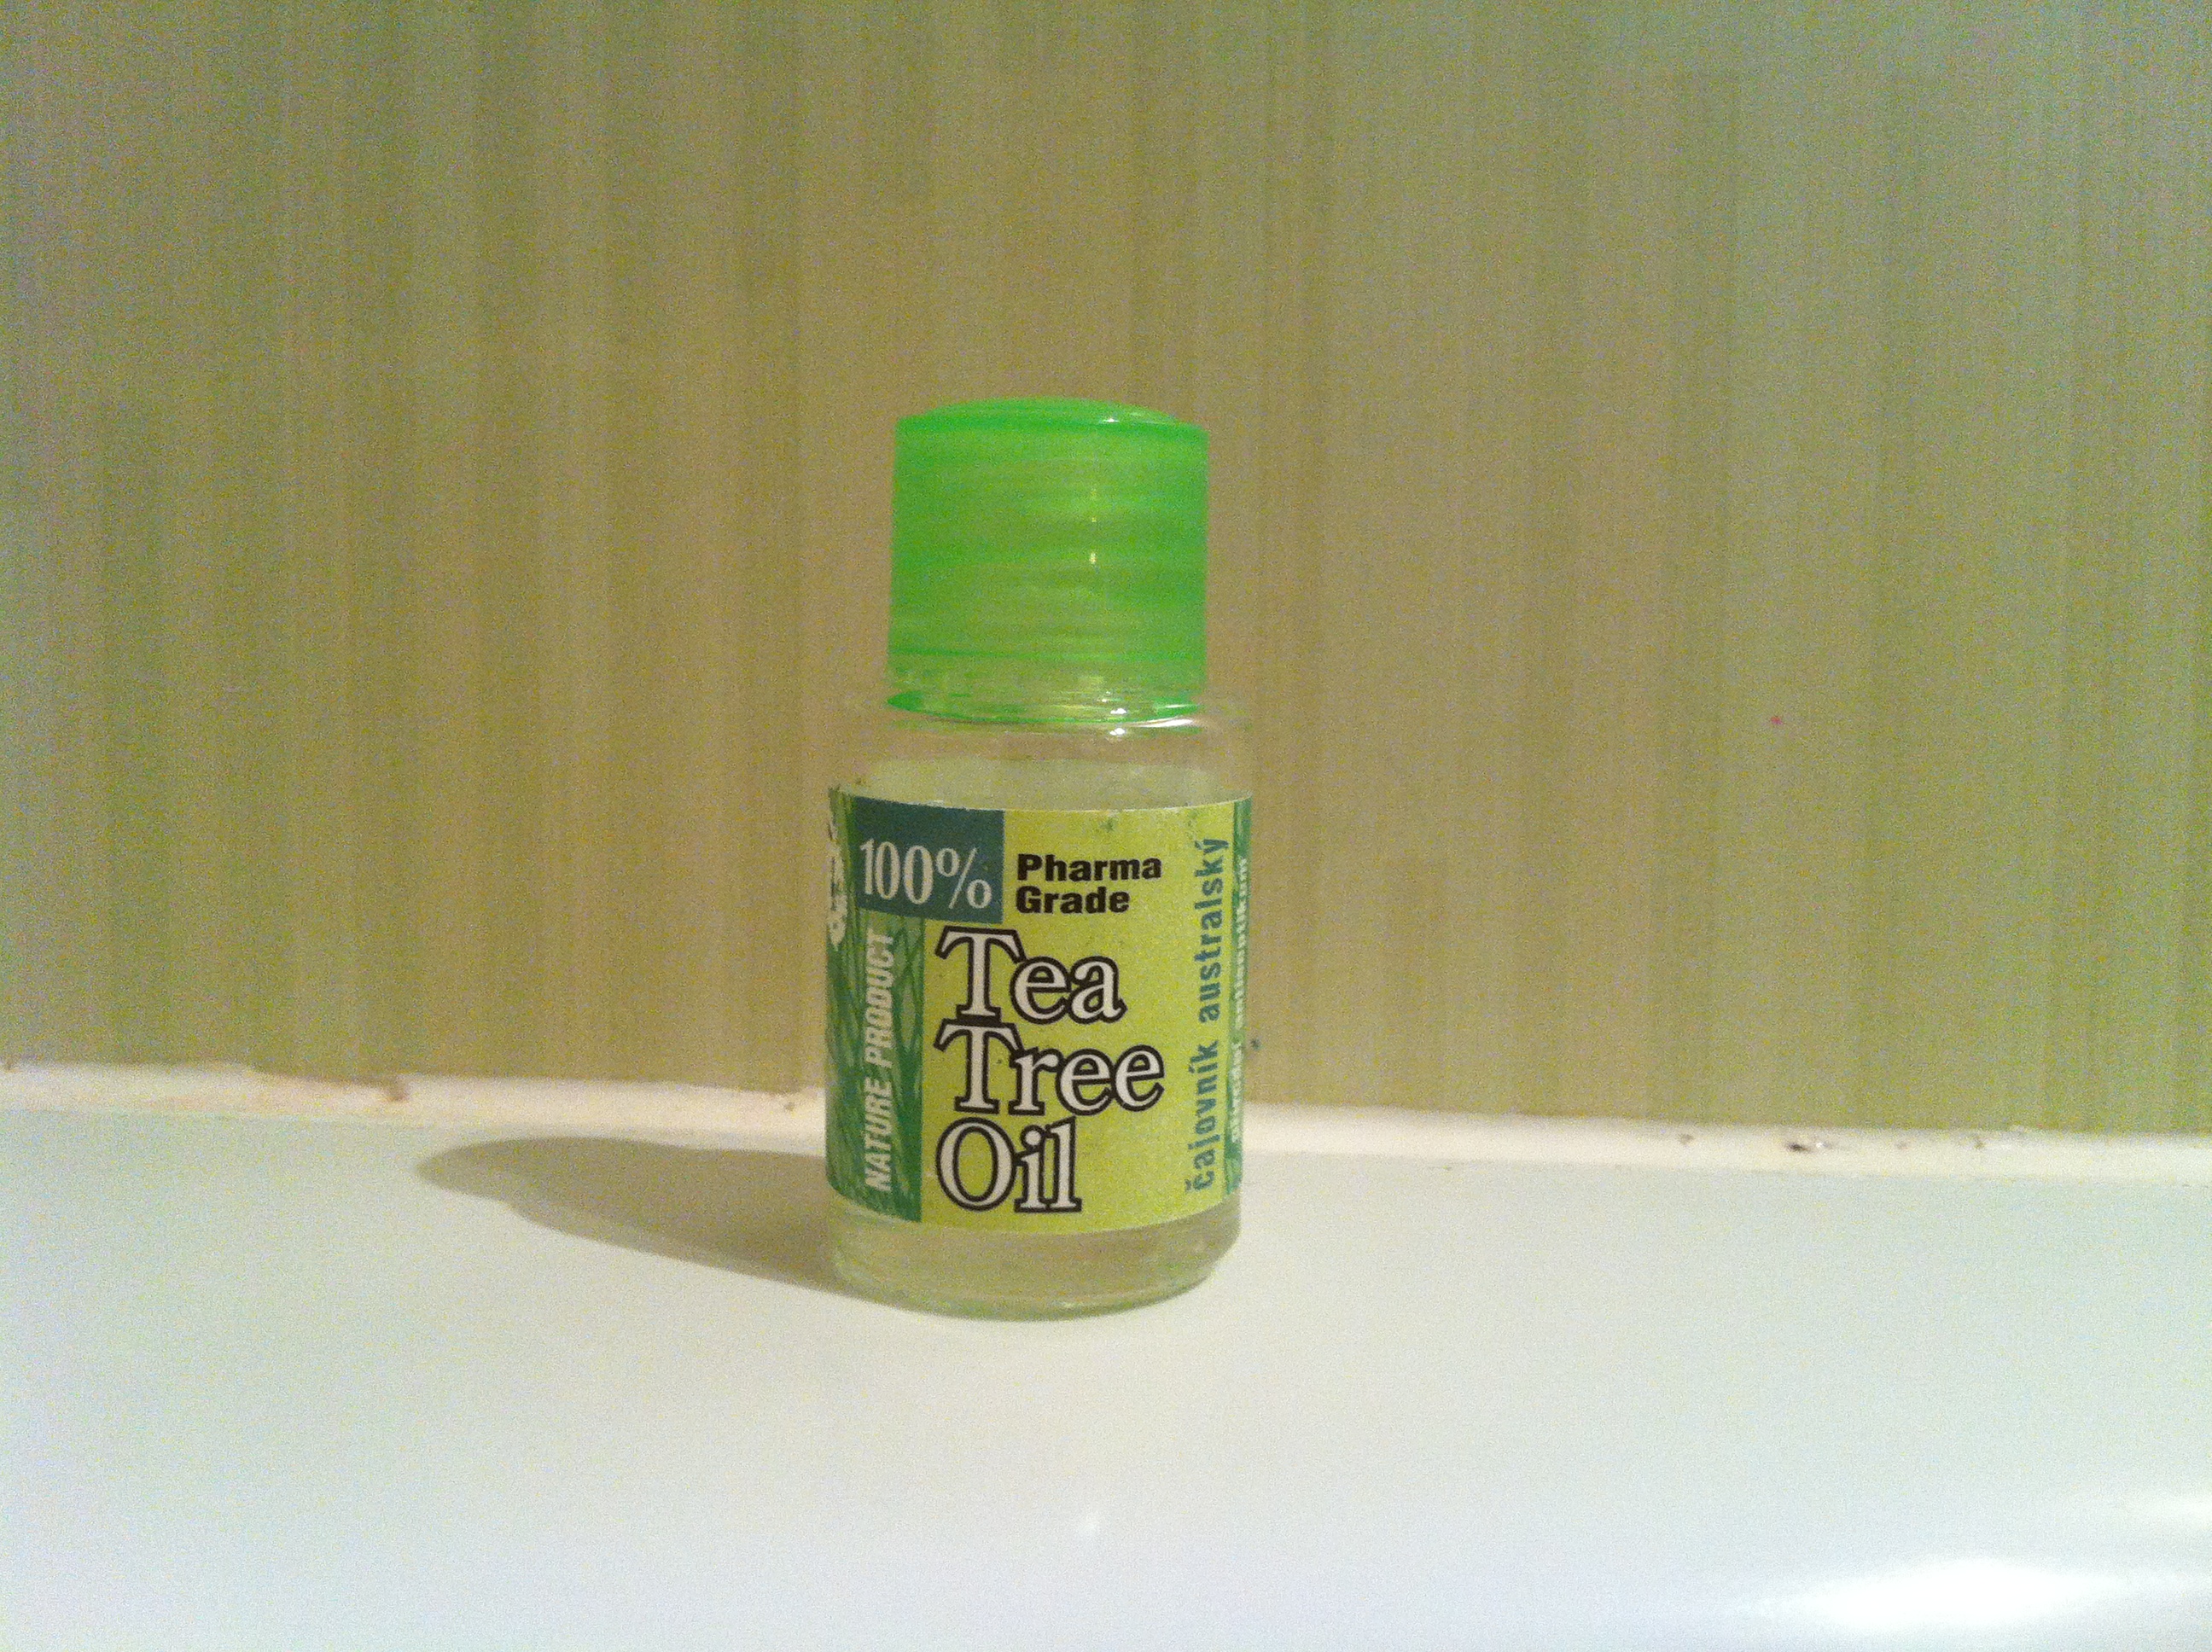 100%
Pharma
Grade
NATURE PRODUCT
Tea
Tree
Oil
Čajovník australský